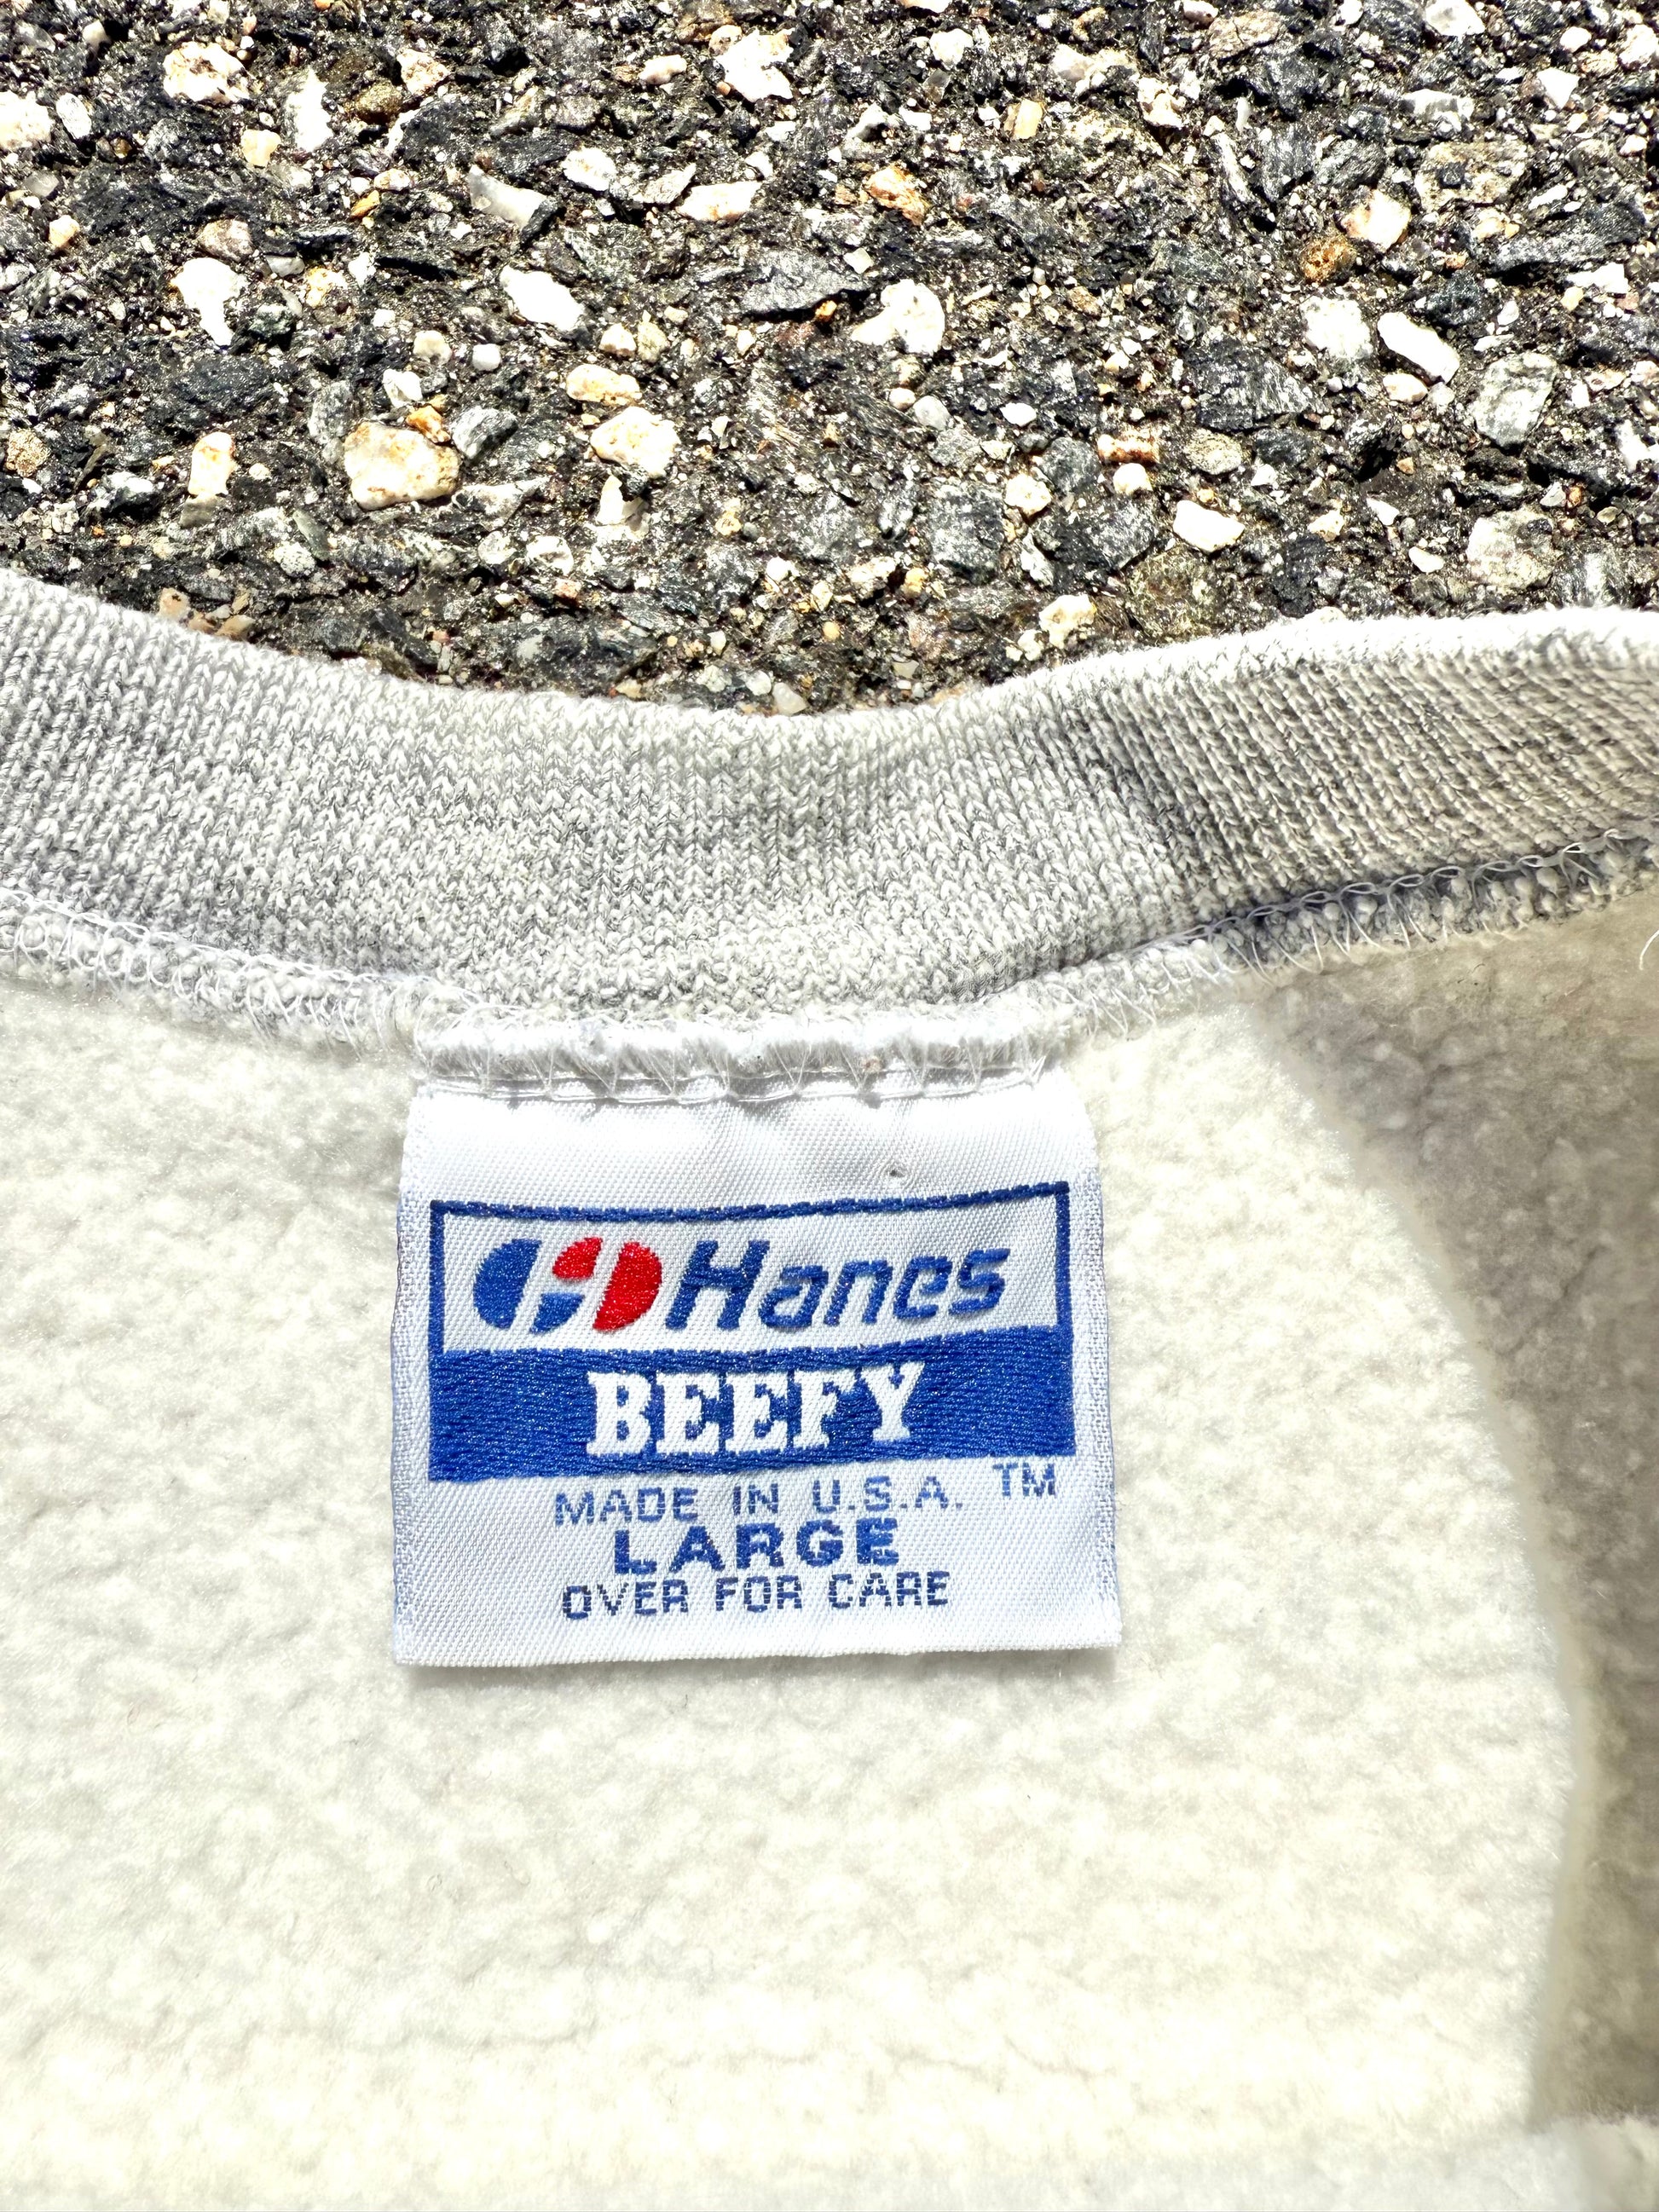 Hanes
BEEFY
TM
MADE IN U.S.A.
LARGE
OVER FOR CARE